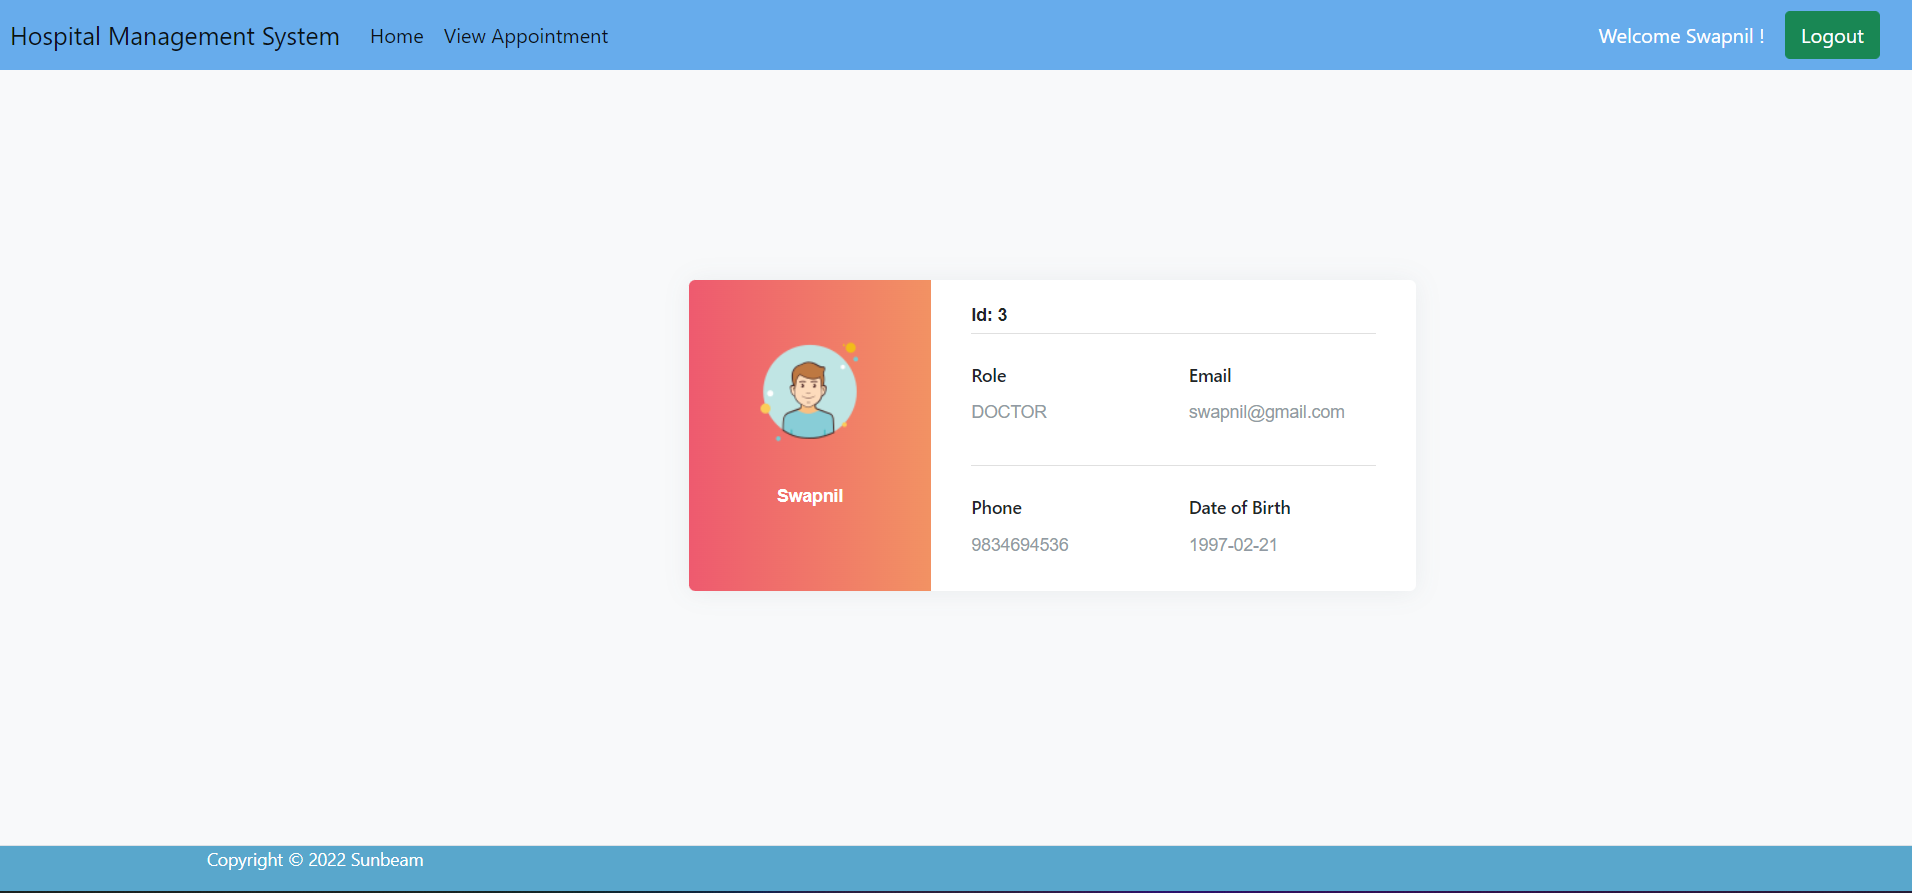 Hospital Management System Home View Appointment Welcome Swapnil ! Logout
Id: 3
Role Email
DOCTOR swapnil@gmail.com
Swapnil
Phone Date of Birth
9834694536 1997-02-21
Copyright © 2022 Sunbeam